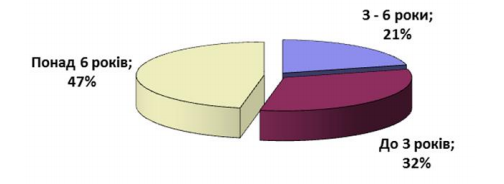 3 - 6 роки;
21%
Понад 6 років;
47%
До 3 років;
32%